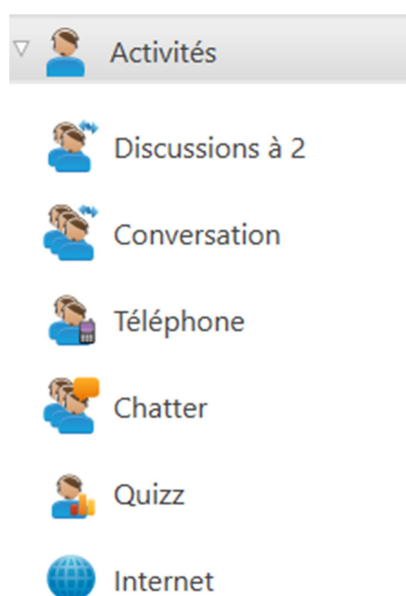 Activités
Discussions à 2
Conversation
Téléphone
Chatter
Quizz
Internet